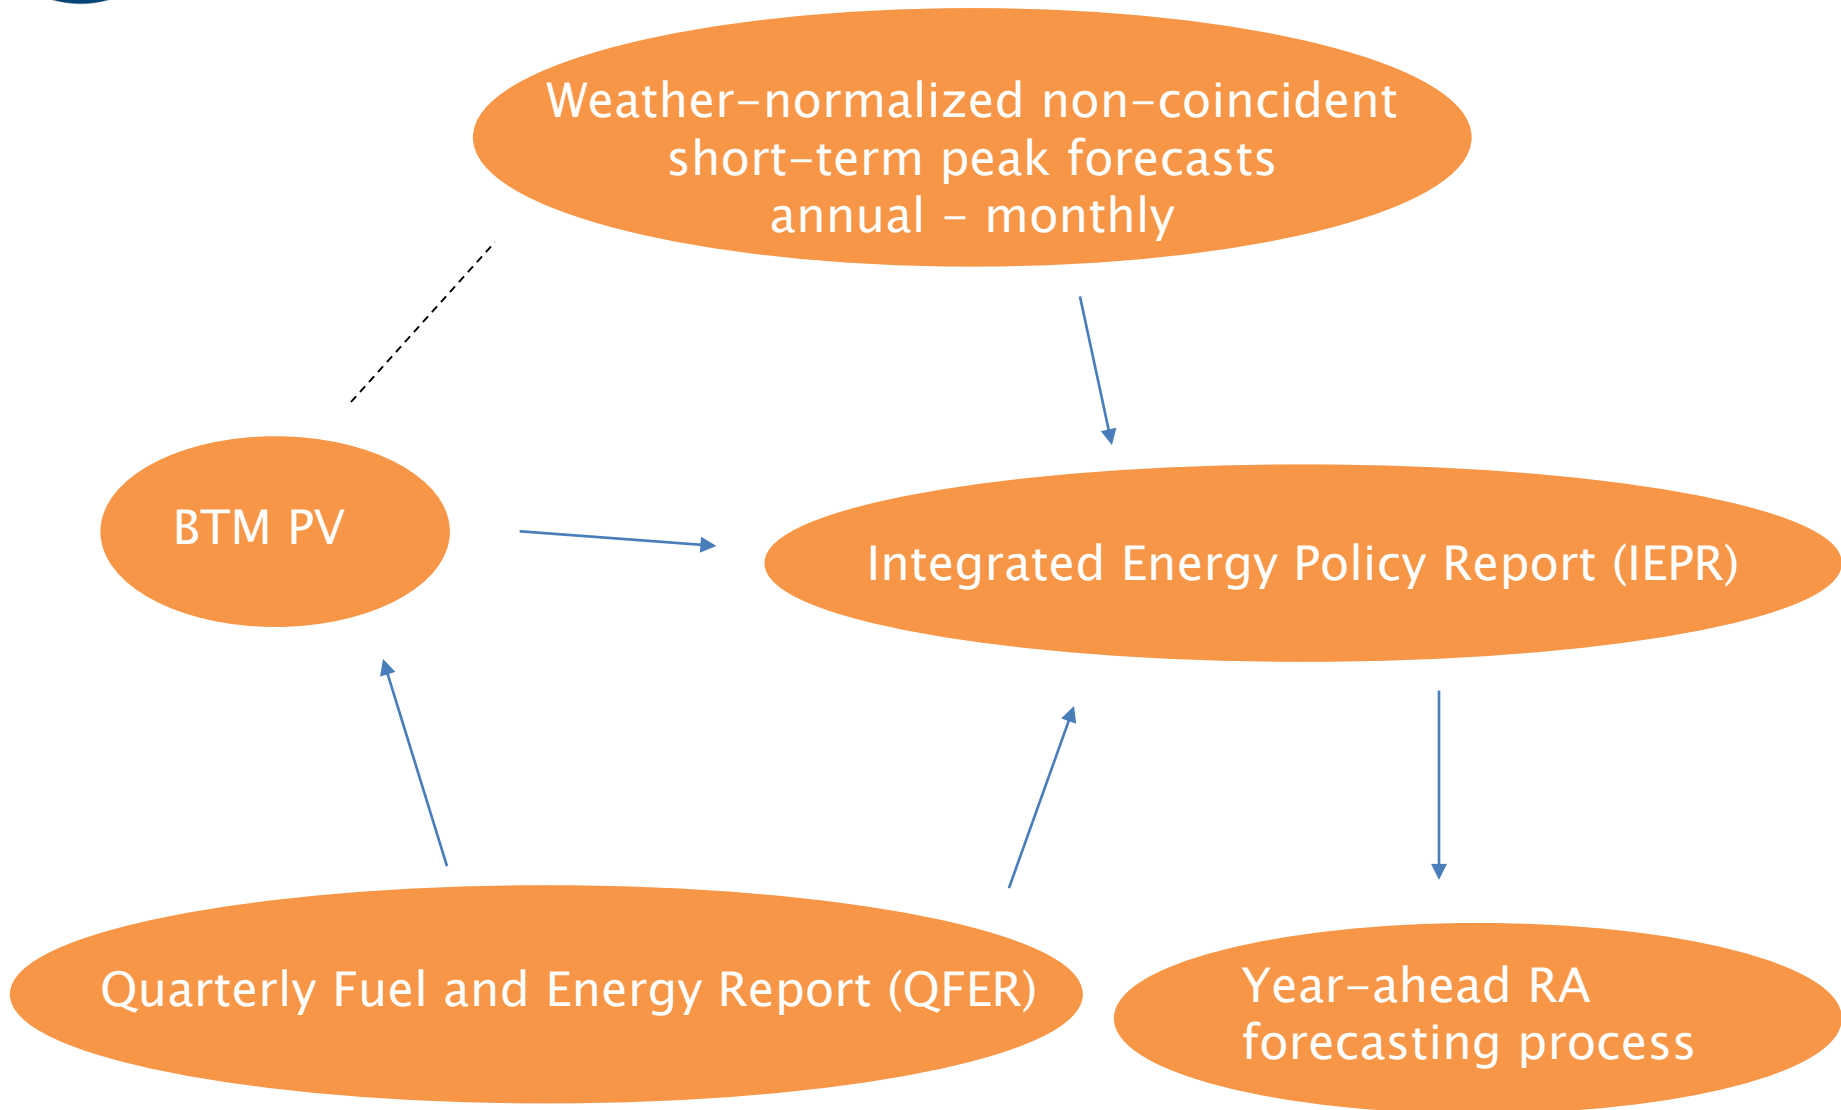 Weather-normalized non-coincident
short-term peak forecasts
annual - monthly
BTM PV
Integrated Energy Policy Report (IEPR)
Quarterly Fuel and Energy Report (QFER)
Year-ahead RA
forecasting process